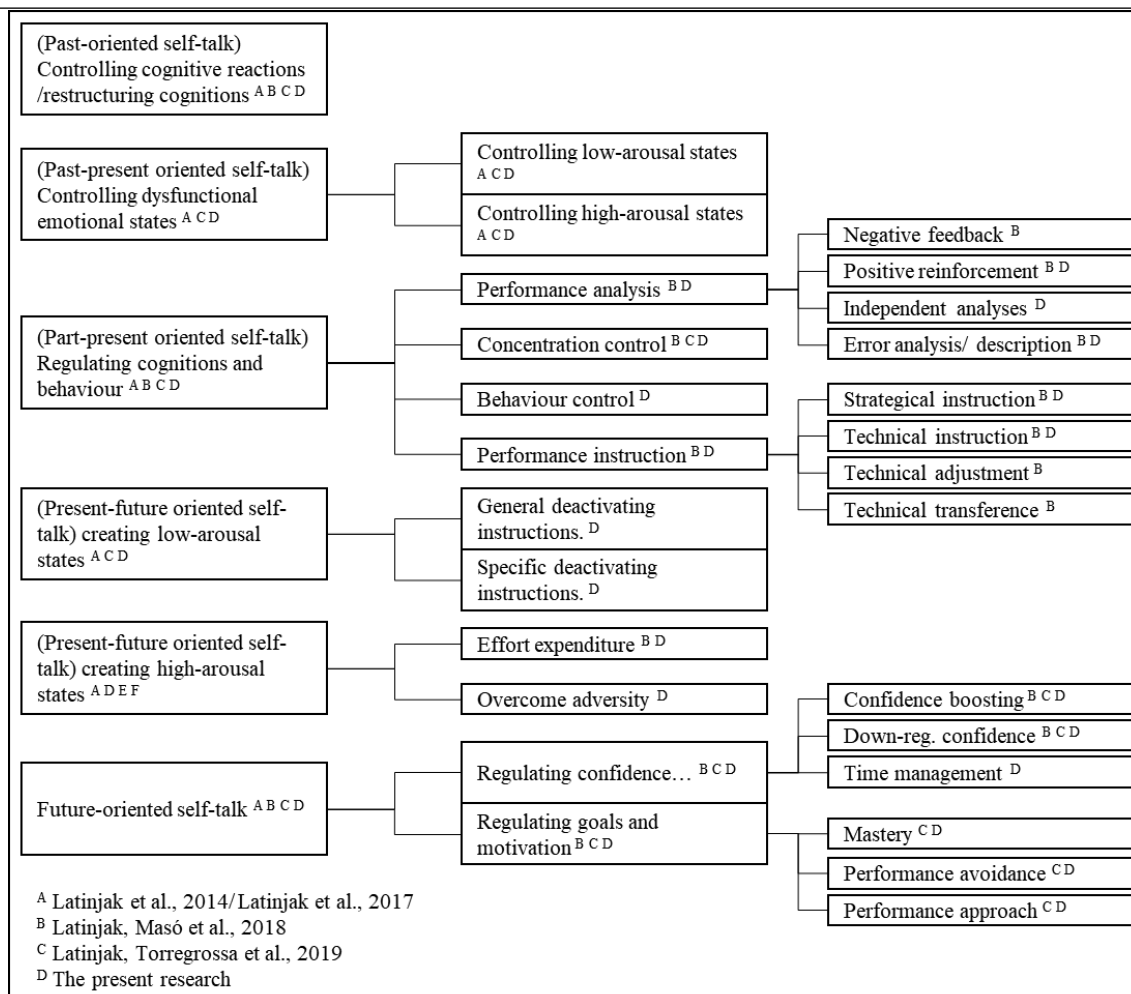 (Past-oriented self-talk)
Controlling cognitive reactions
/restructuring cognitions A B C D
(Past-present oriented self-talk)
Controlling dysfunctional
emotional states A C D
Controlling low-arousal states
A C D
Controlling high-arousal states
A C D
(Part-present oriented self-talk)
Regulating cognitions and
behaviour A B C D
Performance analysis B D
Negative feedback B
Positive reinforcement B D
Independent analyses D
Error analysis/ description B D
Concentration control B C D
Behaviour control D
Performance instruction B D
Strategical instruction B D
Technical instruction B D
Technical adjustment B
Technical transference B
(Present-future oriented self-
talk) creating low-arousal
states A C D
General deactivating
instructions. D
Specific deactivating
instructions. D
(Present-future oriented self-
talk) creating high-arousal
states A D E F
Effort expenditure B D
Overcome adversity D
Future-oriented self-talk A B C D
Regulating confidence… B C D
Confidence boosting B C D
Down-reg. confidence B C D
Time management D
Regulating goals and
motivation B C D
Mastery C D
Performance avoidance C D
Performance approach C D
A Latinjak et al., 2014/Latinjak et al., 2017
B Latinjak, Masó et al., 2018
C Latinjak, Torregrossa et al., 2019
D The present research